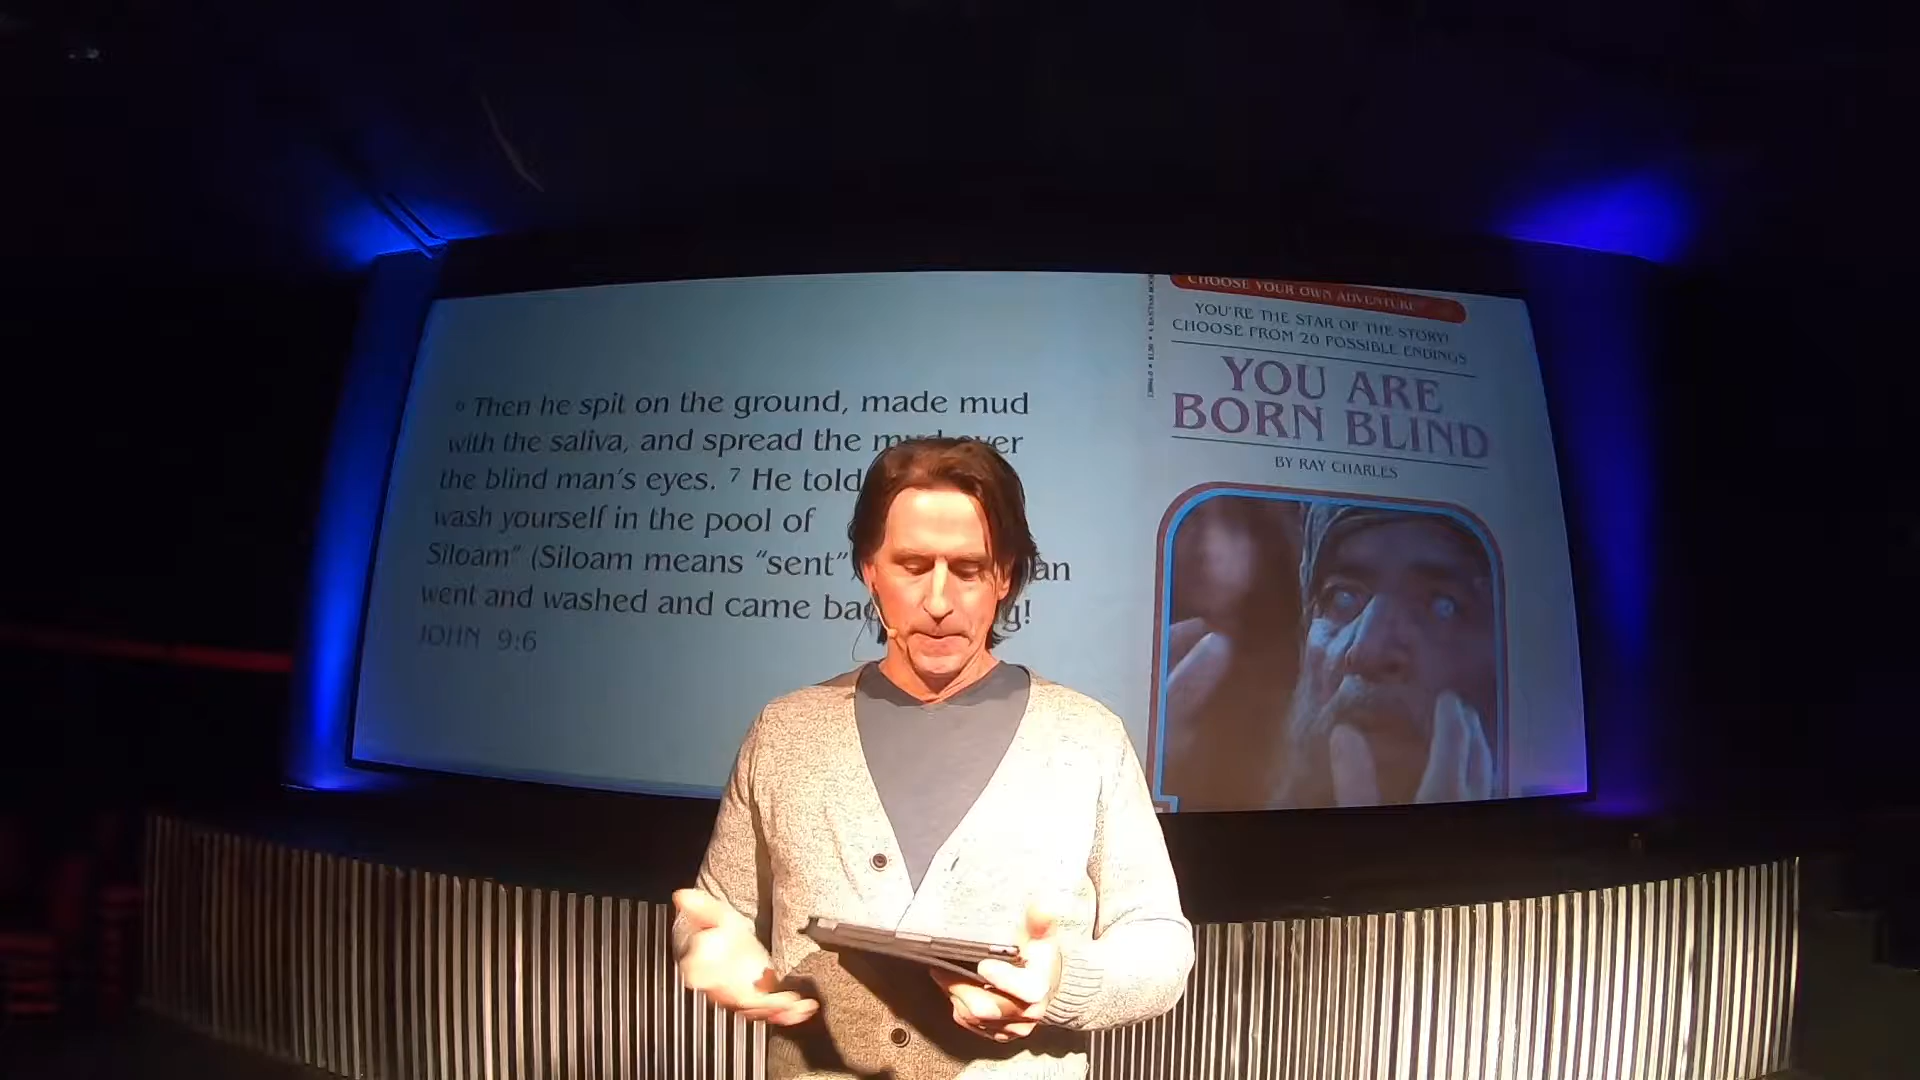 ⁶ Then he spit on the ground, made mud
with the saliva, and spread the
the blind man's eyes. ⁷ He told
wash yourself in the pool of
Siloam" (Siloam means "sent"
went and washed and came
JOHN 9:6
CHOOSE YOUR OWN ADVENTURE
YOU'RE THE STAR OF THE STORY!
CHOOSE FROM 20 POSSIBLE ENDINGS
YOU ARE
BORN BLIND
BY RAY CHARLES